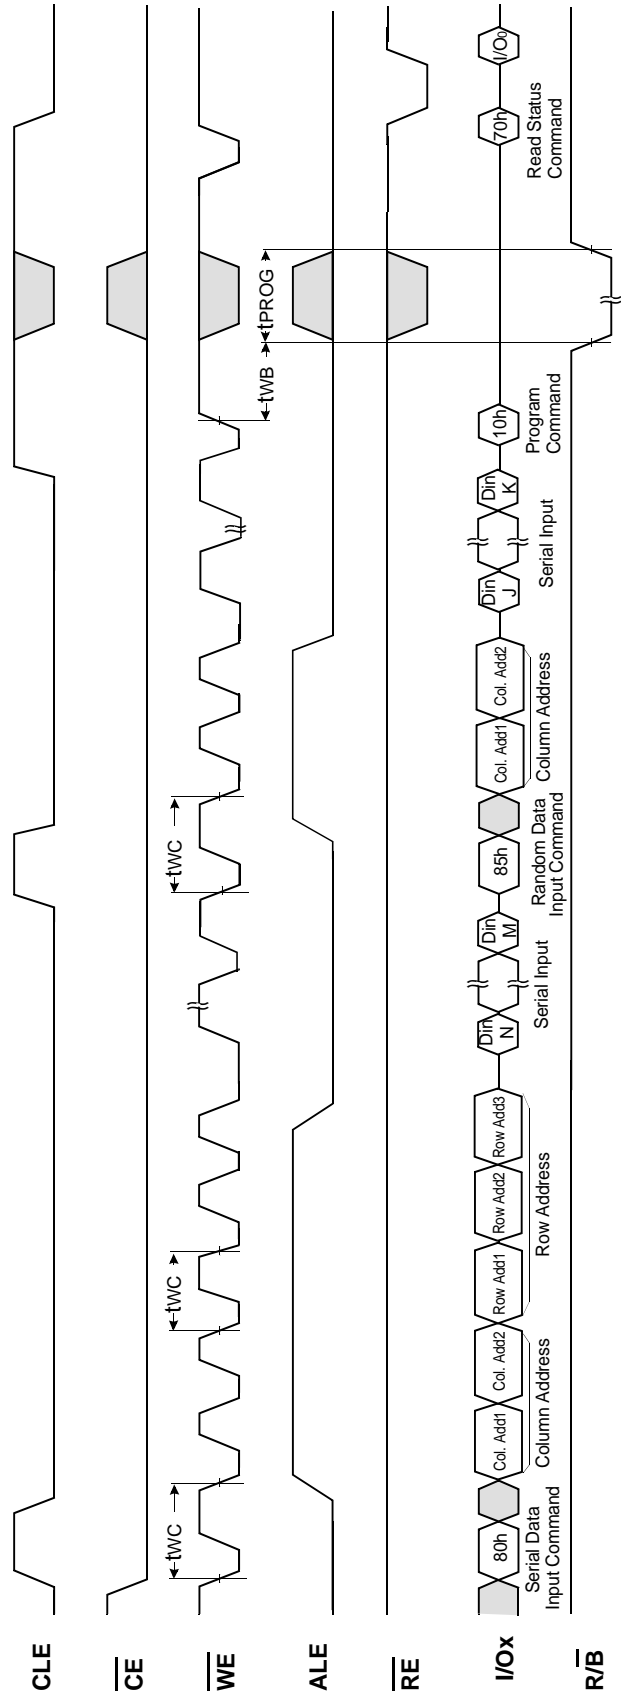 CLE
CE
WE
tWC
tWC
tWC
tWB
tPROG
ALE
RE
I/Ox
80h
Col. Add1
Col. Add2
Row Add1
Row Add2
Row Add3
Din
N
Din
M
85h
Col. Add1
Col. Add2
Din
J
Din
K
10h
70h
I/O0
Serial Data
Input Command
Column Address
Row Address
Serial Input
Random Data
Input Command
Column Address
Serial Input
Program
Command
Read Status
Command
R/B